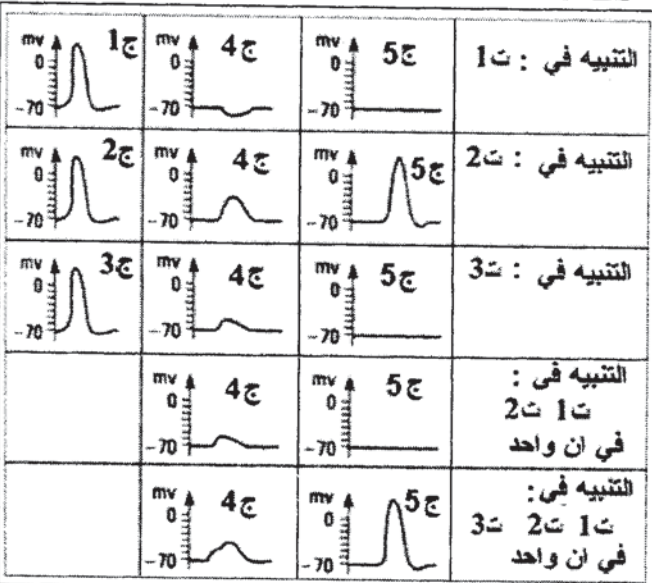 التنبيه في : ت1
ج5 mv 0 -70
ج4 mv 0 -70
ج1 mv 0 -70
التنبيه في : ت2
ج5 mv 0 -70
ج4 mv 0 -70
ج2 mv 0 -70
التنبيه في : ت3
ج5 mv 0 -70
ج4 mv 0 -70
ج3 mv 0 -70
التنبيه في :
ت1 ت2
في ان واحد
ج5 mv 0 -70
ج4 mv 0 -70
التنبيه في:
ت1 ت2 ت3
في ان واحد
ج5 mv 0 -70
ج4 mv 0 -70